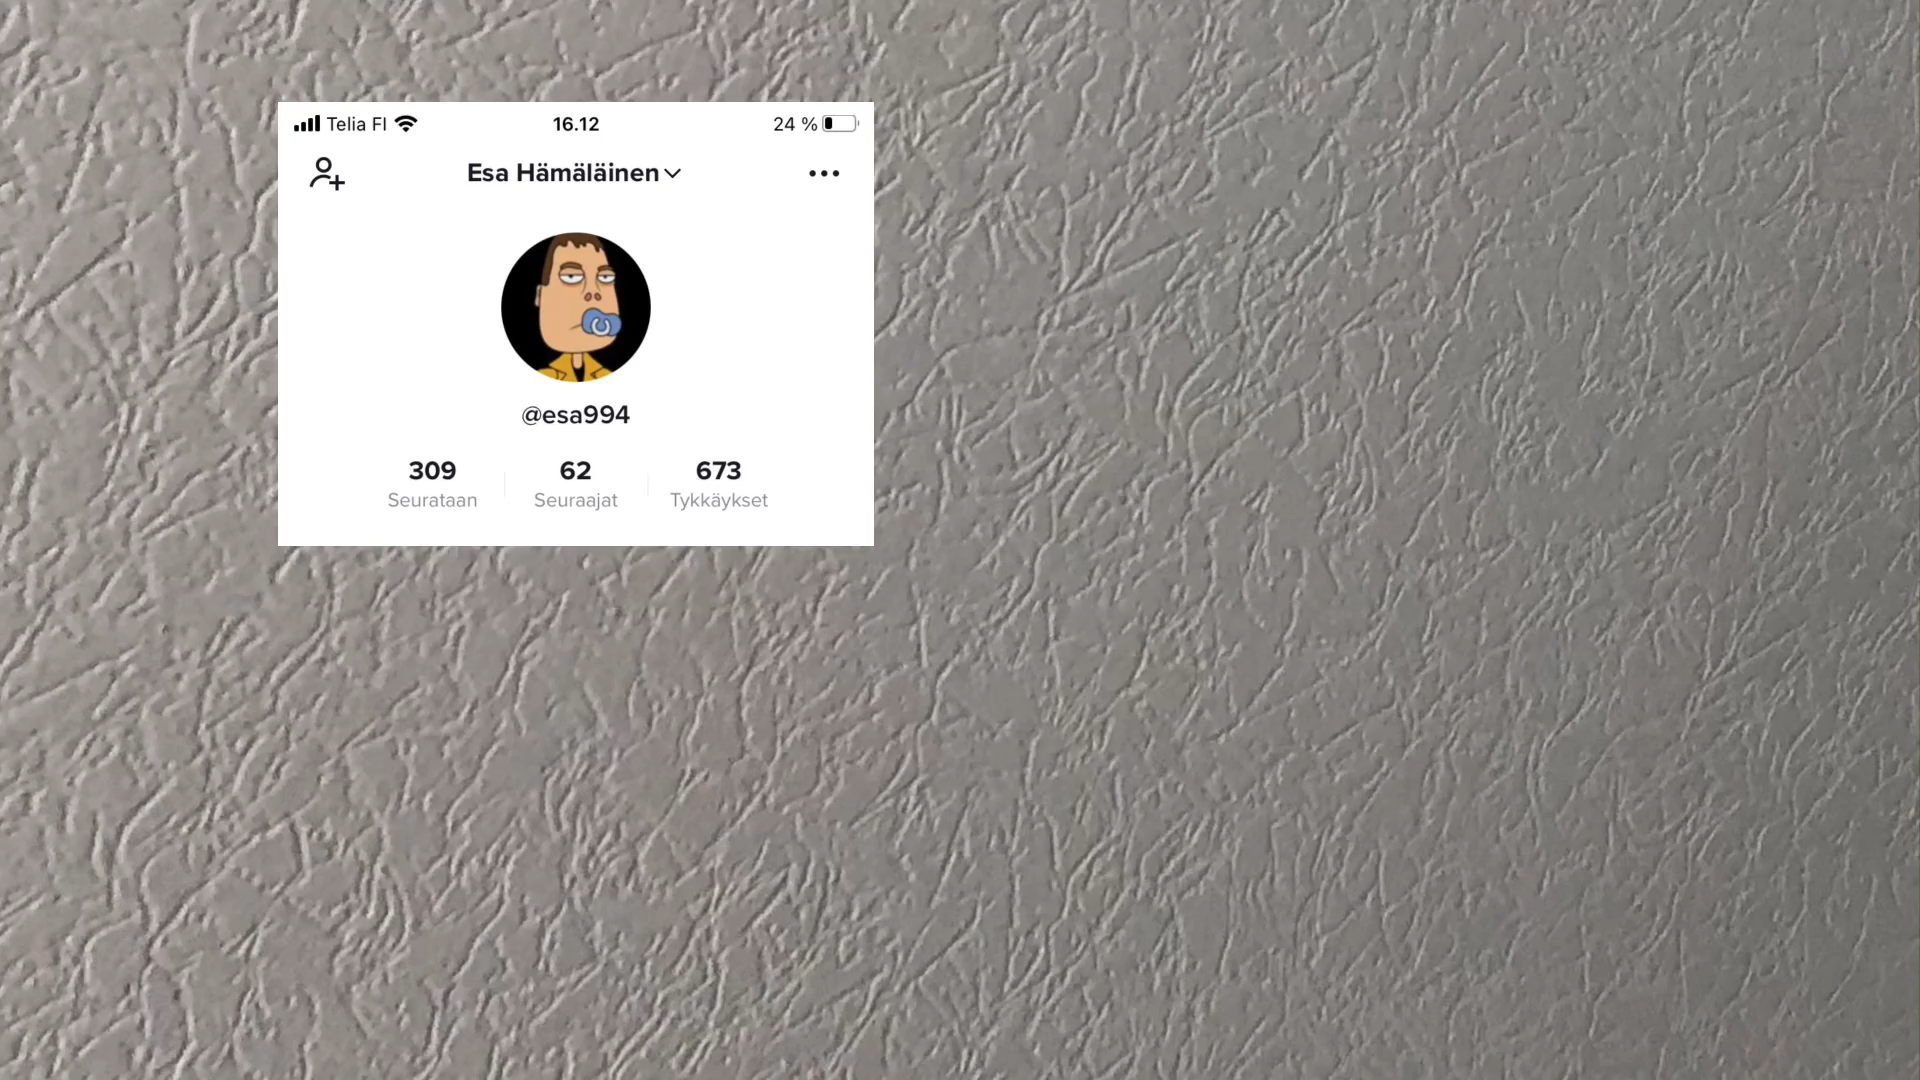 Telia FI 16.12 24 %
Esa Hämäläinen
@esa994
309 62 673
Seurataan Seuraajat Tykkäykset